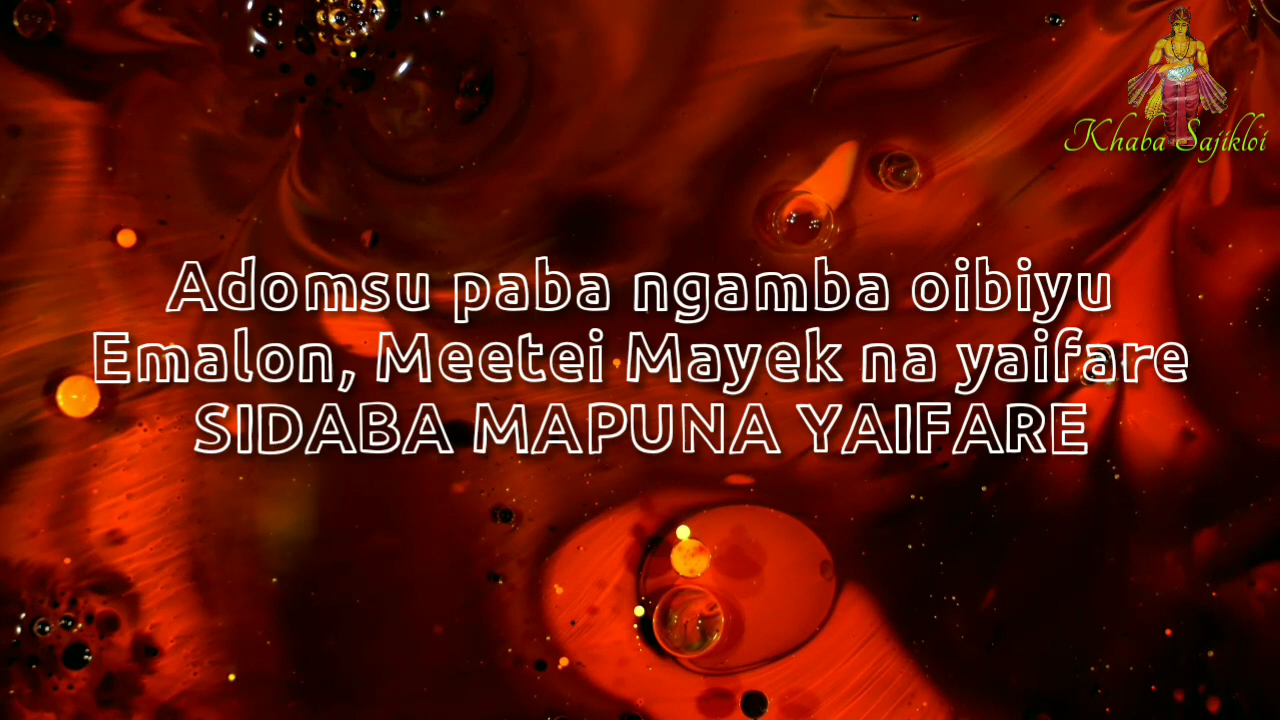 Khaba Sajikloi
Adomsu paba ngamba oibiyu
Emalon, Meetei Mayek na yaifare
SIDABA MAPUNA YAIFARE